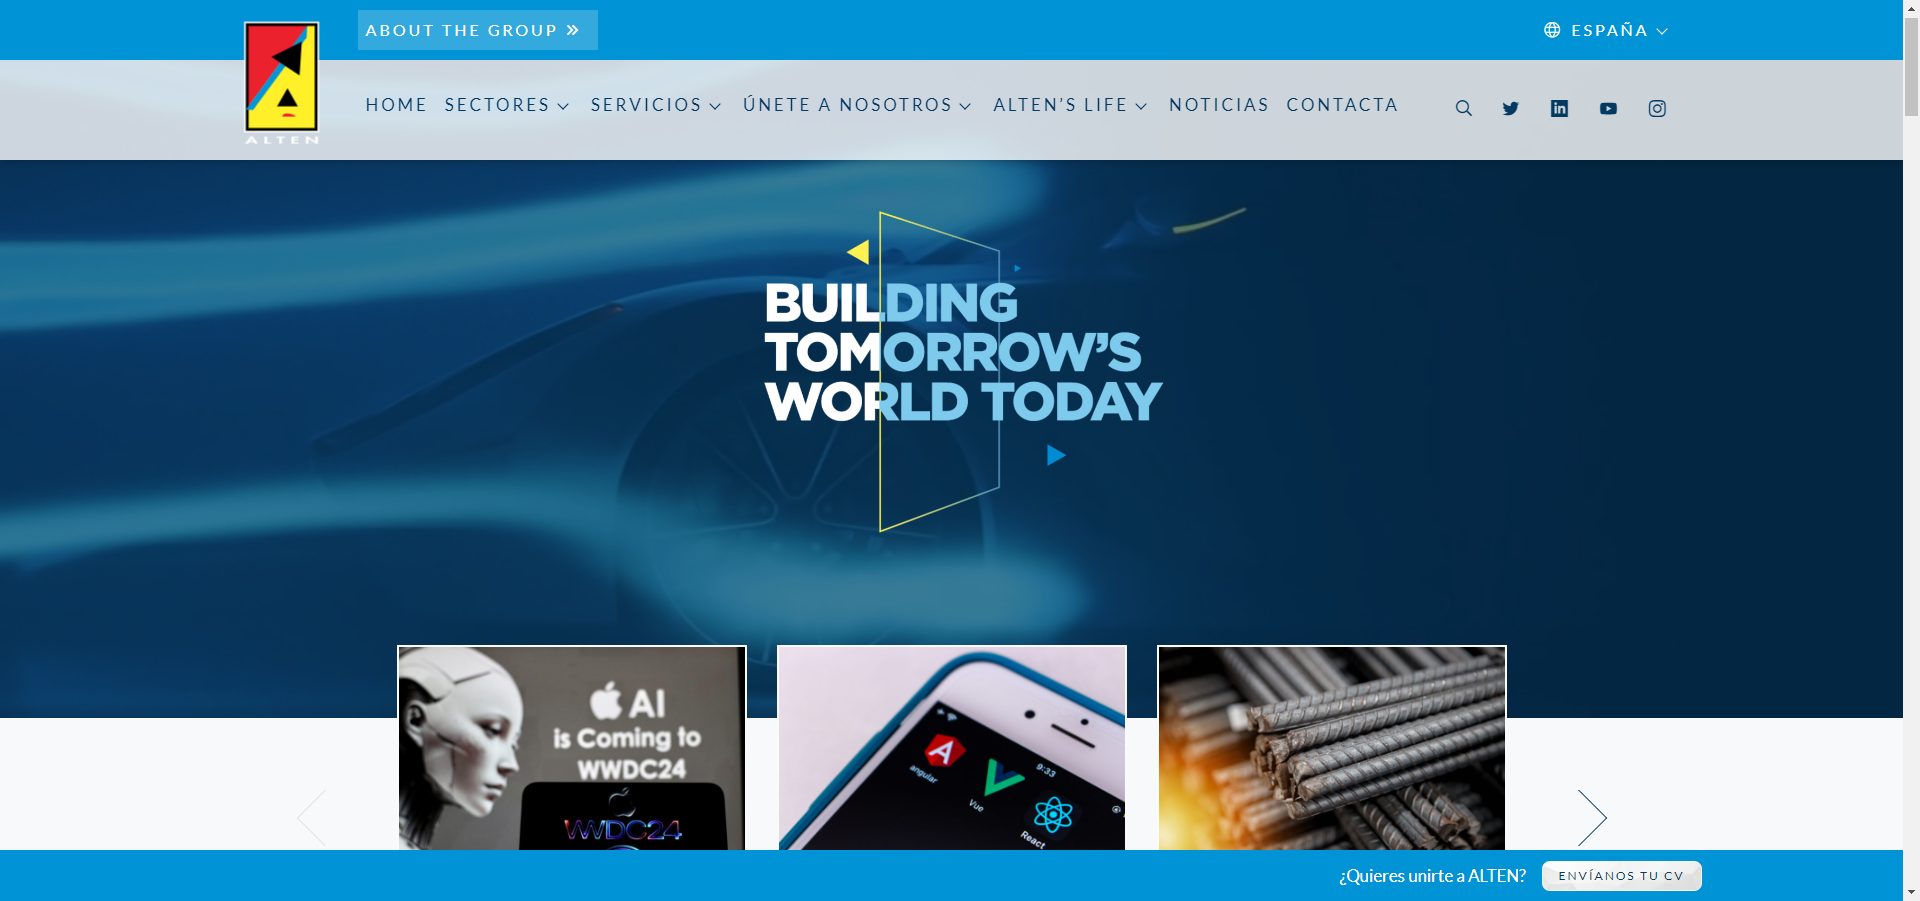 ABOUT THE GROUP »
ESPAÑA
ALTEN
HOME SECTORES SERVICIOS ÚNETE A NOSOTROS ALTEN'S LIFE NOTICIAS CONTACTA
BUILDING
TOMORROW'S
WORLD TODAY
AI
is Coming to
WWDC24
WWDC24
9:33
angular
Vue
React
¿Quieres unirte a ALTEN?
ENVÍANOS TU CV